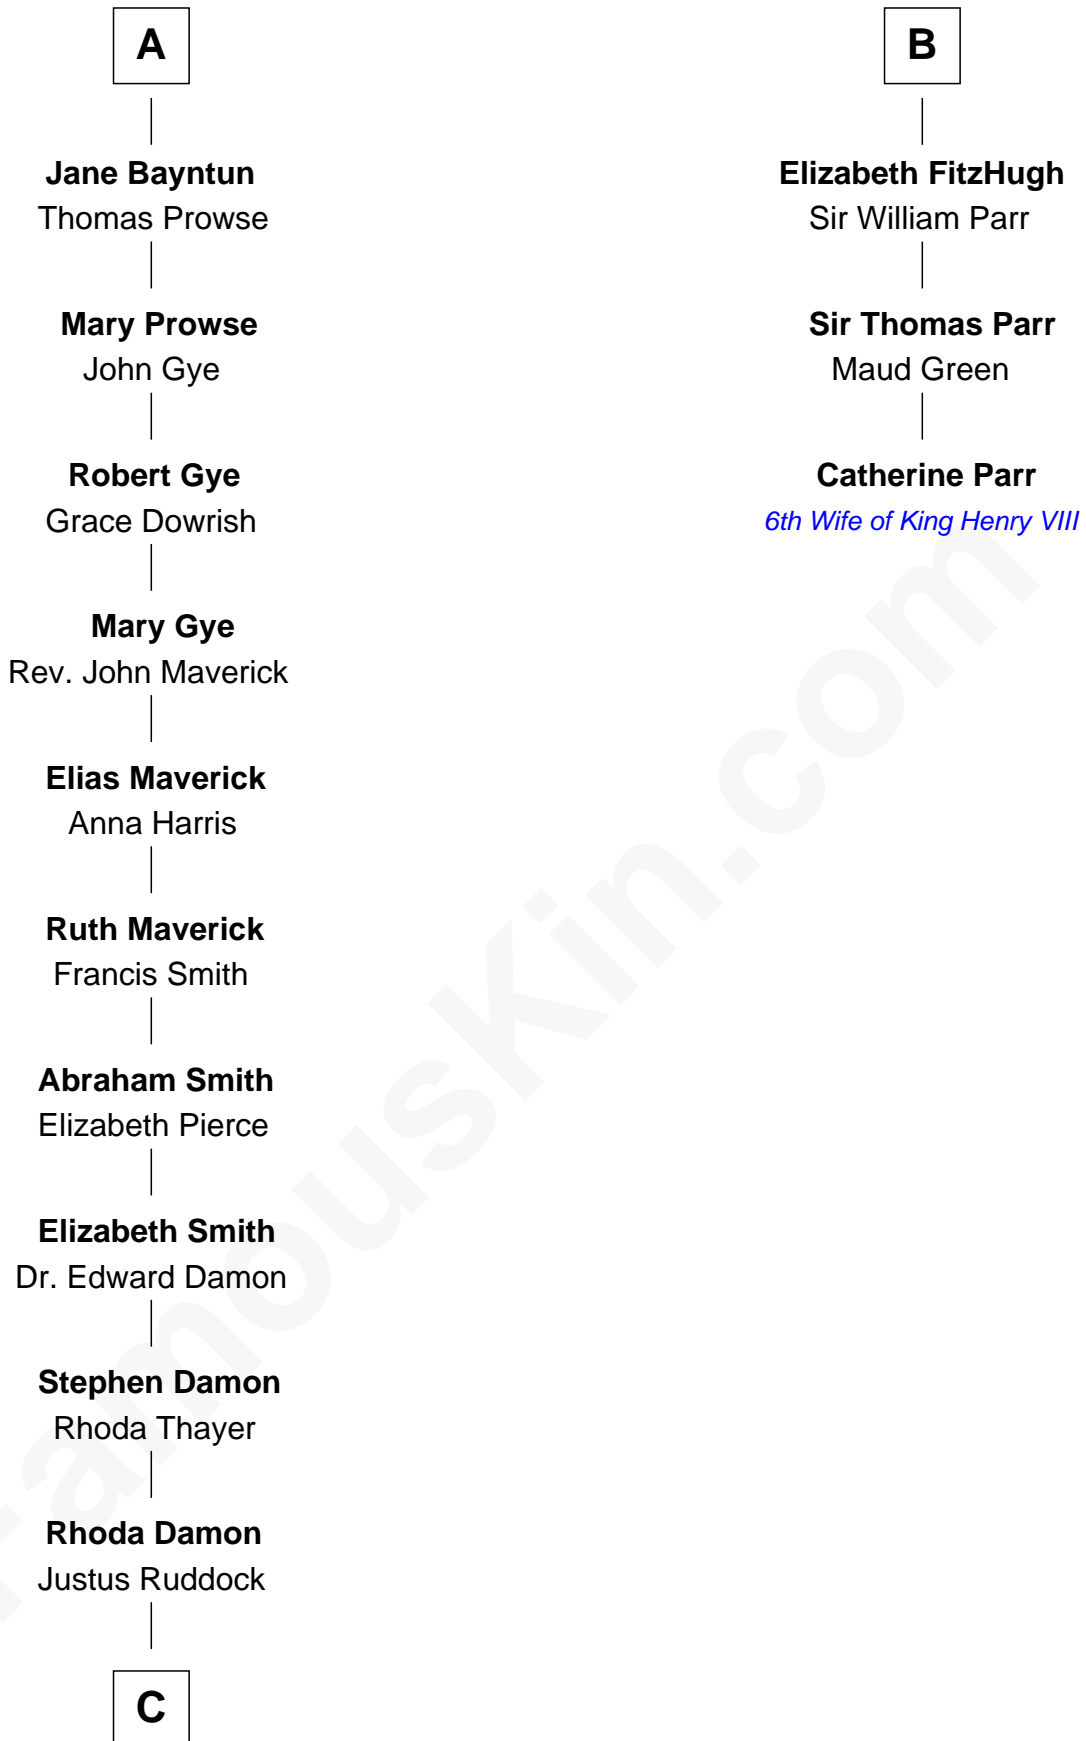 A
Jane Bayntun
Thomas Prowse
Mary Prowse
John Gye
Robert Gye
Grace Dowrish
Mary Gye
Rev. John Maverick
Elias Maverick
Anna Harris
Ruth Maverick
Francis Smith
Abraham Smith
Elizabeth Pierce
Elizabeth Smith
Dr. Edward Damon
Stephen Damon
Rhoda Thayer
Rhoda Damon
Justus Ruddock
C
B
Elizabeth FitzHugh
Sir William Parr
Sir Thomas Parr
Maud Green
Catherine Parr
6th Wife of King Henry VIII
FamousKin.com